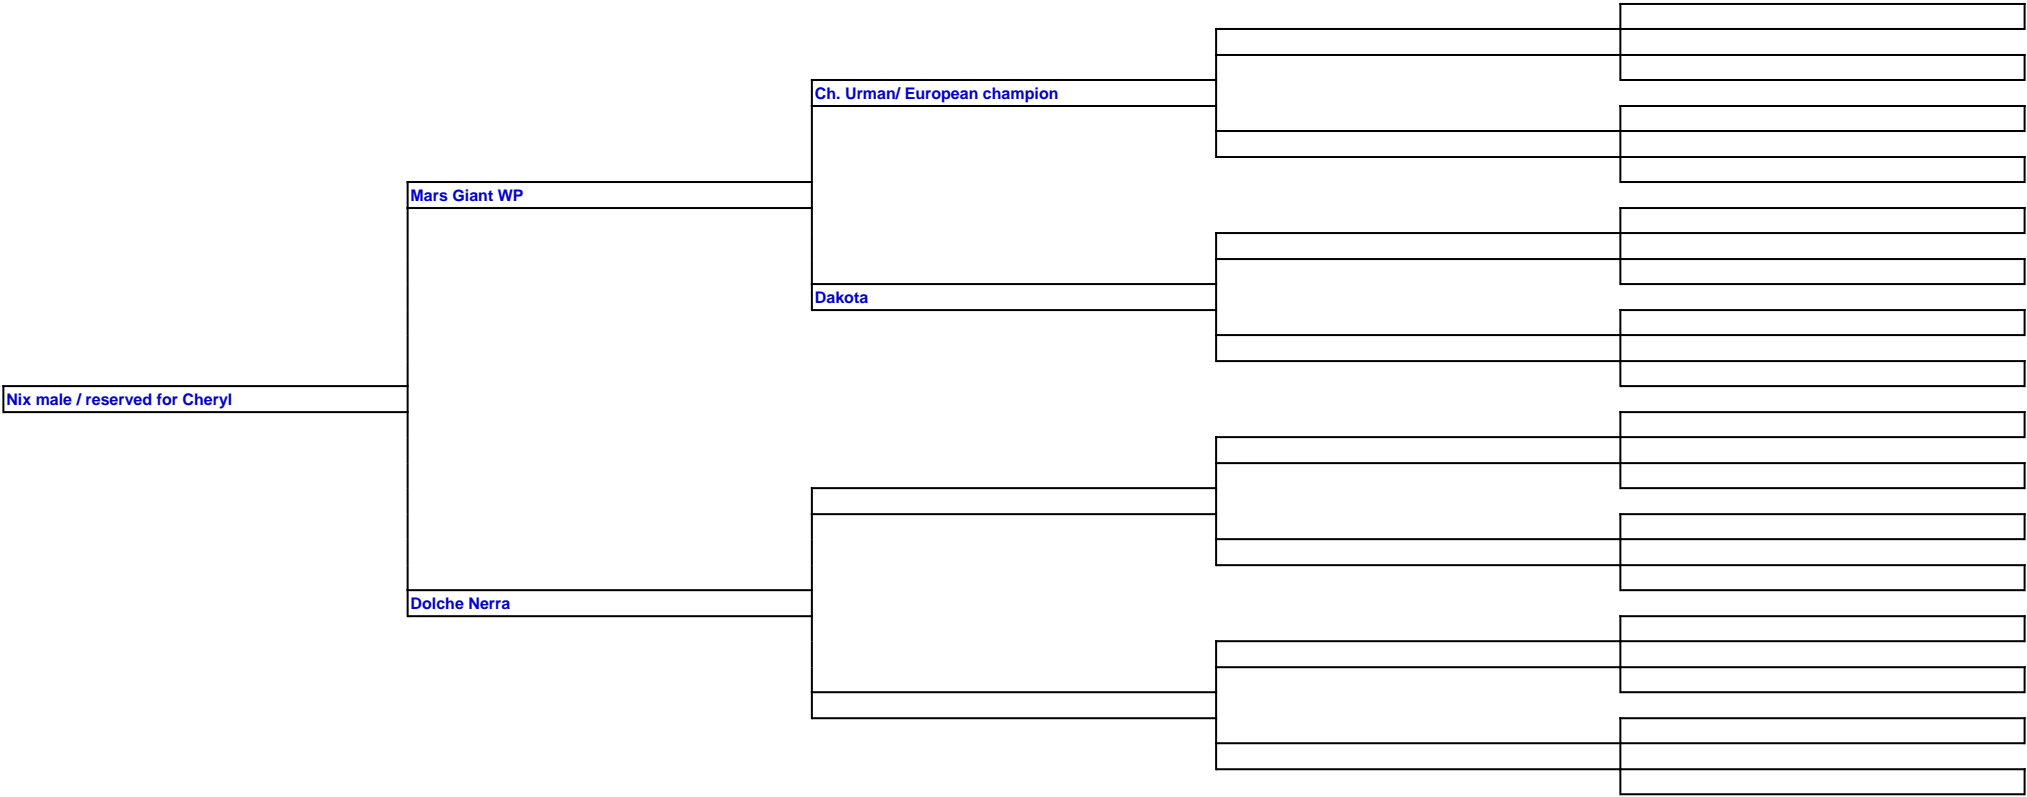 Ch. Urman/ European champion
Mars Giant WP
Dakota
Nix male / reserved for Cheryl
Dolche Nerra